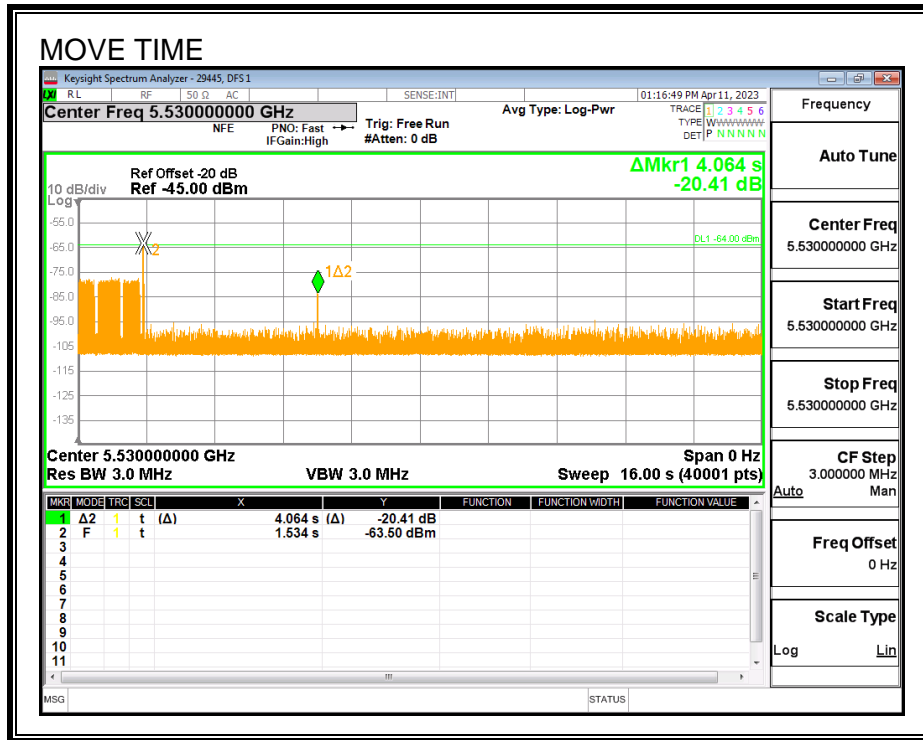 MOVE TIME
Keysight Spectrum Analyzer - 29445, DFS 1
LXI RL RF 50 Ω AC SENSE:INT 01:16:49 PM Apr 11, 2023
Center Freq 5.530000000 GHz Avg Type: Log-Pwr TRACE 1 2 3 4 5 6
NFE PNO: Fast Trig: Free Run TYPE WWWWWWW
IFGain:High #Atten: 0 dB DET P N N N N N
Frequency
Auto Tune
Center Freq
5.530000000 GHz
Start Freq
5.530000000 GHz
Stop Freq
5.530000000 GHz
CF Step
3.000000 MHz
Auto Man
Freq Offset
0 Hz
Scale Type
Log Lin
Ref Offset -20 dB ΔMkr1 4.064 s
10 dB/div Ref -45.00 dBm -20.41 dB
Log
-55.0
DL1 -64.00 dBm
-65.0 2
-75.0 1Δ2
-85.0
-95.0
-105
-115
-125
-135
Center 5.530000000 GHz Span 0 Hz
Res BW 3.0 MHz VBW 3.0 MHz Sweep 16.00 s (40001 pts)
MKR MODE TRC SCL X Y FUNCTION FUNCTION WIDTH FUNCTION VALUE
1 Δ2 1 t (Δ) 4.064 s (Δ) -20.41 dB
2 F 1 t 1.534 s -63.50 dBm
3
4
5
6
7
8
9
10
11
MSG STATUS